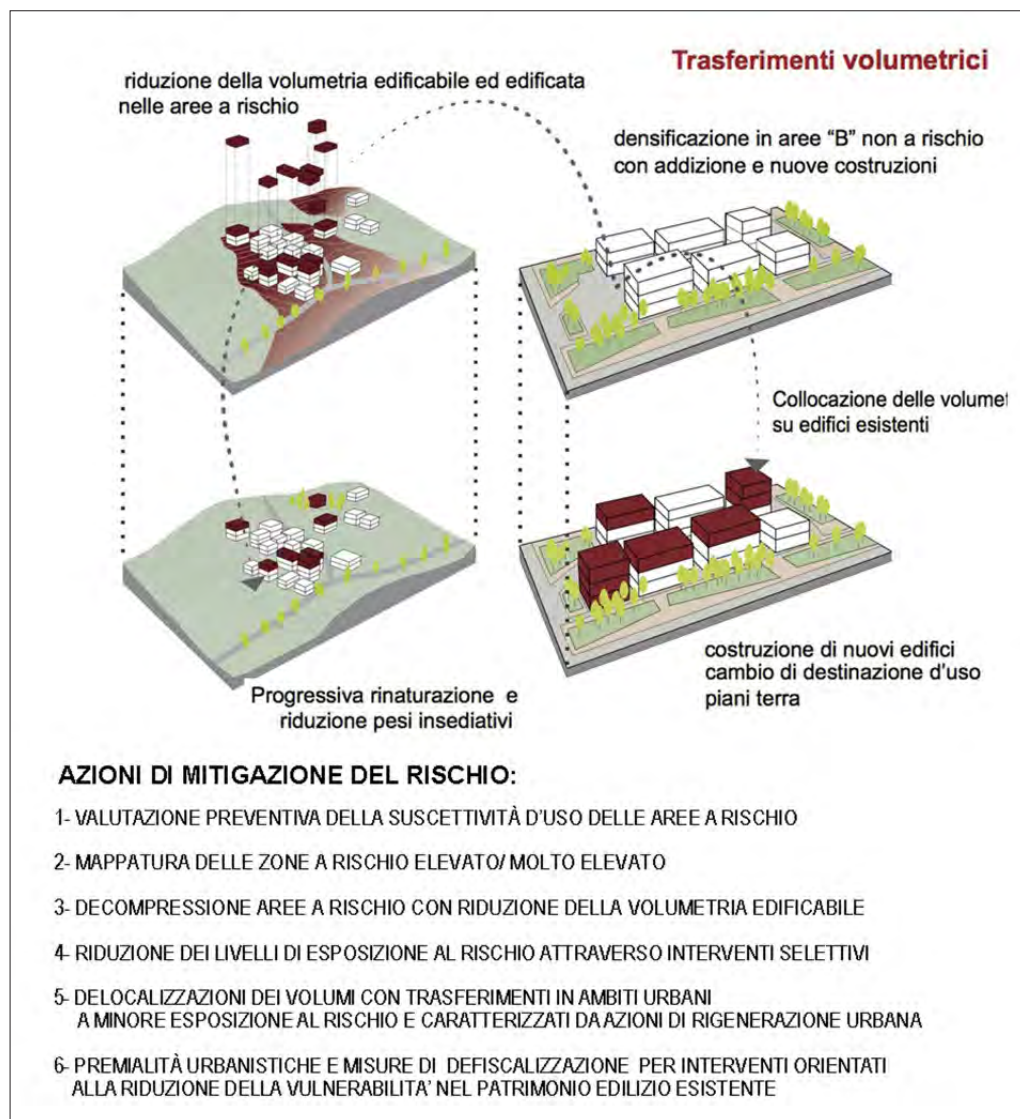 Trasferimenti volumetrici
riduzione della volumetria edificabile ed edificata
nelle aree a rischio
densificazione in aree “B” non a rischio
con addizione e nuove costruzioni
Collocazione delle volumet
su edifici esistenti
Progressiva rinaturazione e
riduzione pesi insediativi
costruzione di nuovi edifici
cambio di destinazione d'uso
piani terra
AZIONI DI MITIGAZIONE DEL RISCHIO:
1- VALUTAZIONE PREVENTIVA DELLA SUSCETTIVITÀ D'USO DELLE AREE A RISCHIO
2- MAPPATURA DELLE ZONE A RISCHIO ELEVATO/ MOLTO ELEVATO
3- DECOMPRESSIONE AREE A RISCHIO CON RIDUZIONE DELLA VOLUMETRIA EDIFICABILE
4- RIDUZIONE DEI LIVELLI DI ESPOSIZIONE AL RISCHIO ATTRAVERSO INTERVENTI SELETTIVI
5- DELOCALIZZAZIONI DEI VOLUMI CON TRASFERIMENTI IN AMBITI URBANI
A MINORE ESPOSIZIONE AL RISCHIO E CARATTERIZZATI DA AZIONI DI RIGENERAZIONE URBANA
6- PREMIALITÀ URBANISTICHE E MISURE DI DEFISCALIZZAZIONE PER INTERVENTI ORIENTATI
ALLA RIDUZIONE DELLA VULNERABILITA' NEL PATRIMONIO EDILIZIO ESISTENTE